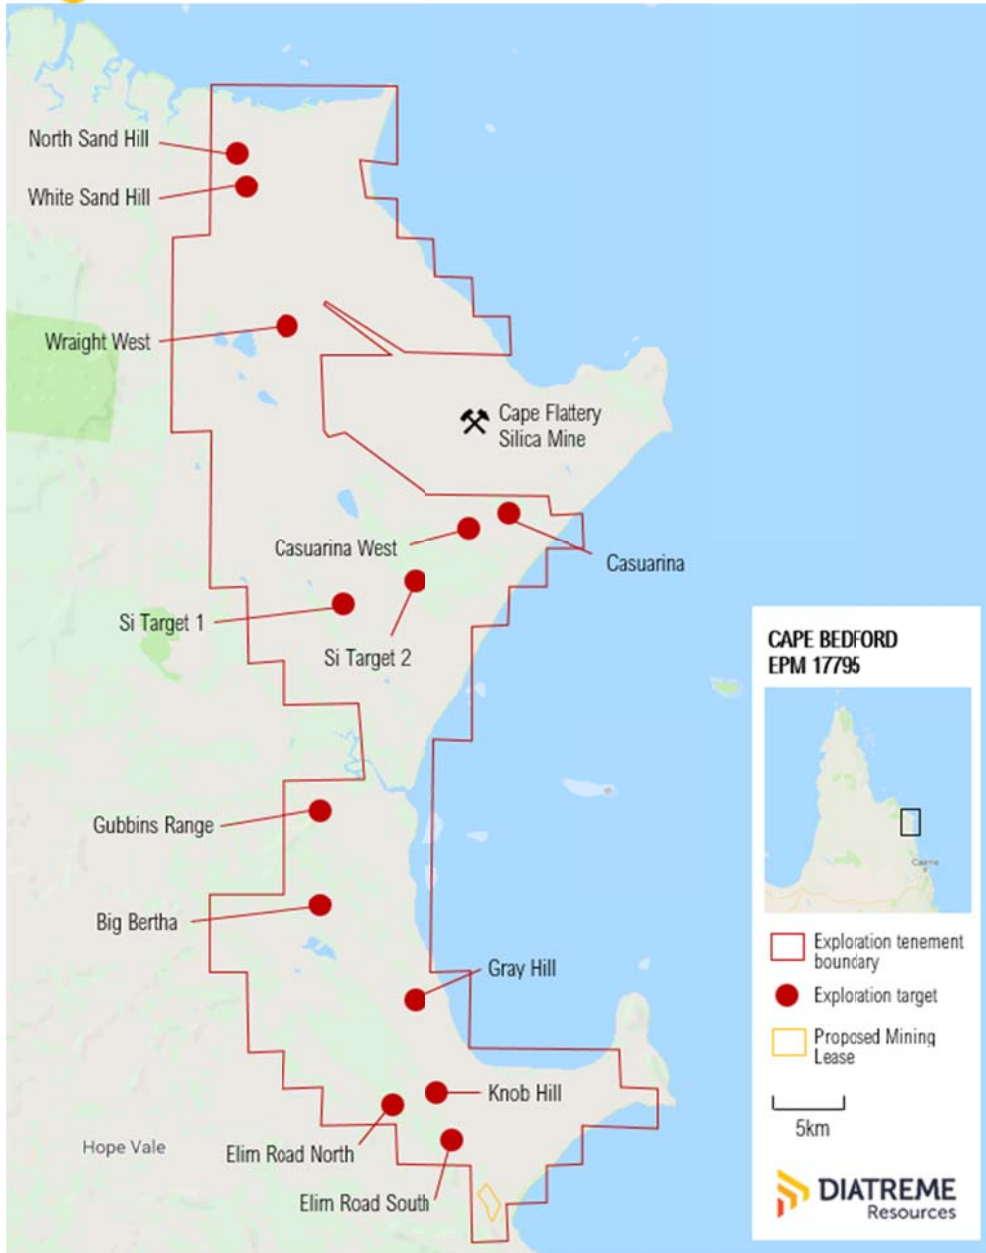 North Sand Hill
White Sand Hill
Wraight West
Cape Flattery
Silica Mine
Casuarina West
Casuarina
Si Target 1
Si Target 2
CAPE BEDFORD
EPM 17795
Cairns
Gubbins Range
Big Bertha
Gray Hill
Exploration tenement
boundary
Exploration target
Proposed Mining
Lease
5km
Knob Hill
Hope Vale
Elim Road North
Elim Road South
DIATREME
Resources